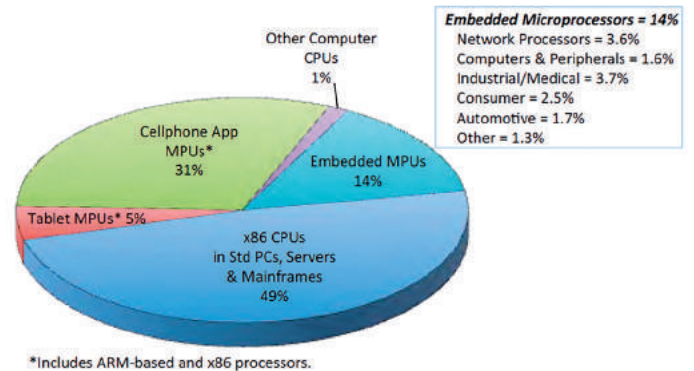 Embedded Microprocessors = 14%
Network Processors = 3.6%
Computers & Peripherals = 1.6%
Industrial/Medical = 3.7%
Consumer = 2.5%
Automotive = 1.7%
Other = 1.3%
Other Computer
CPUs
1%
Cellphone App
MPUs*
31%
Embedded MPUs
14%
Tablet MPUs* 5%
x86 CPUs
in Std PCs, Servers
& Mainframes
49%
*Includes ARM-based and x86 processors.